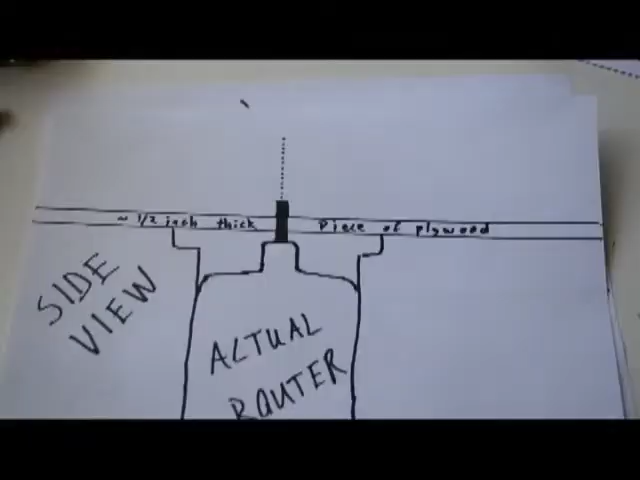 ~ 1/2 inch thick Piece of plywood
SIDE
VIEW
ACTUAL
ROUTER